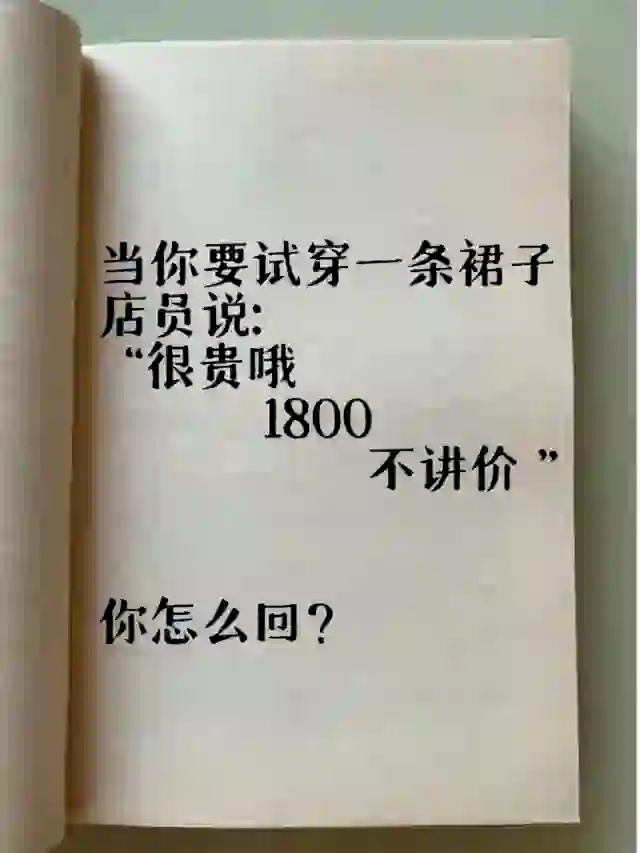 当你要试穿一条裙子
店员说:
“很贵哦
1800
不讲价”
你怎么回?